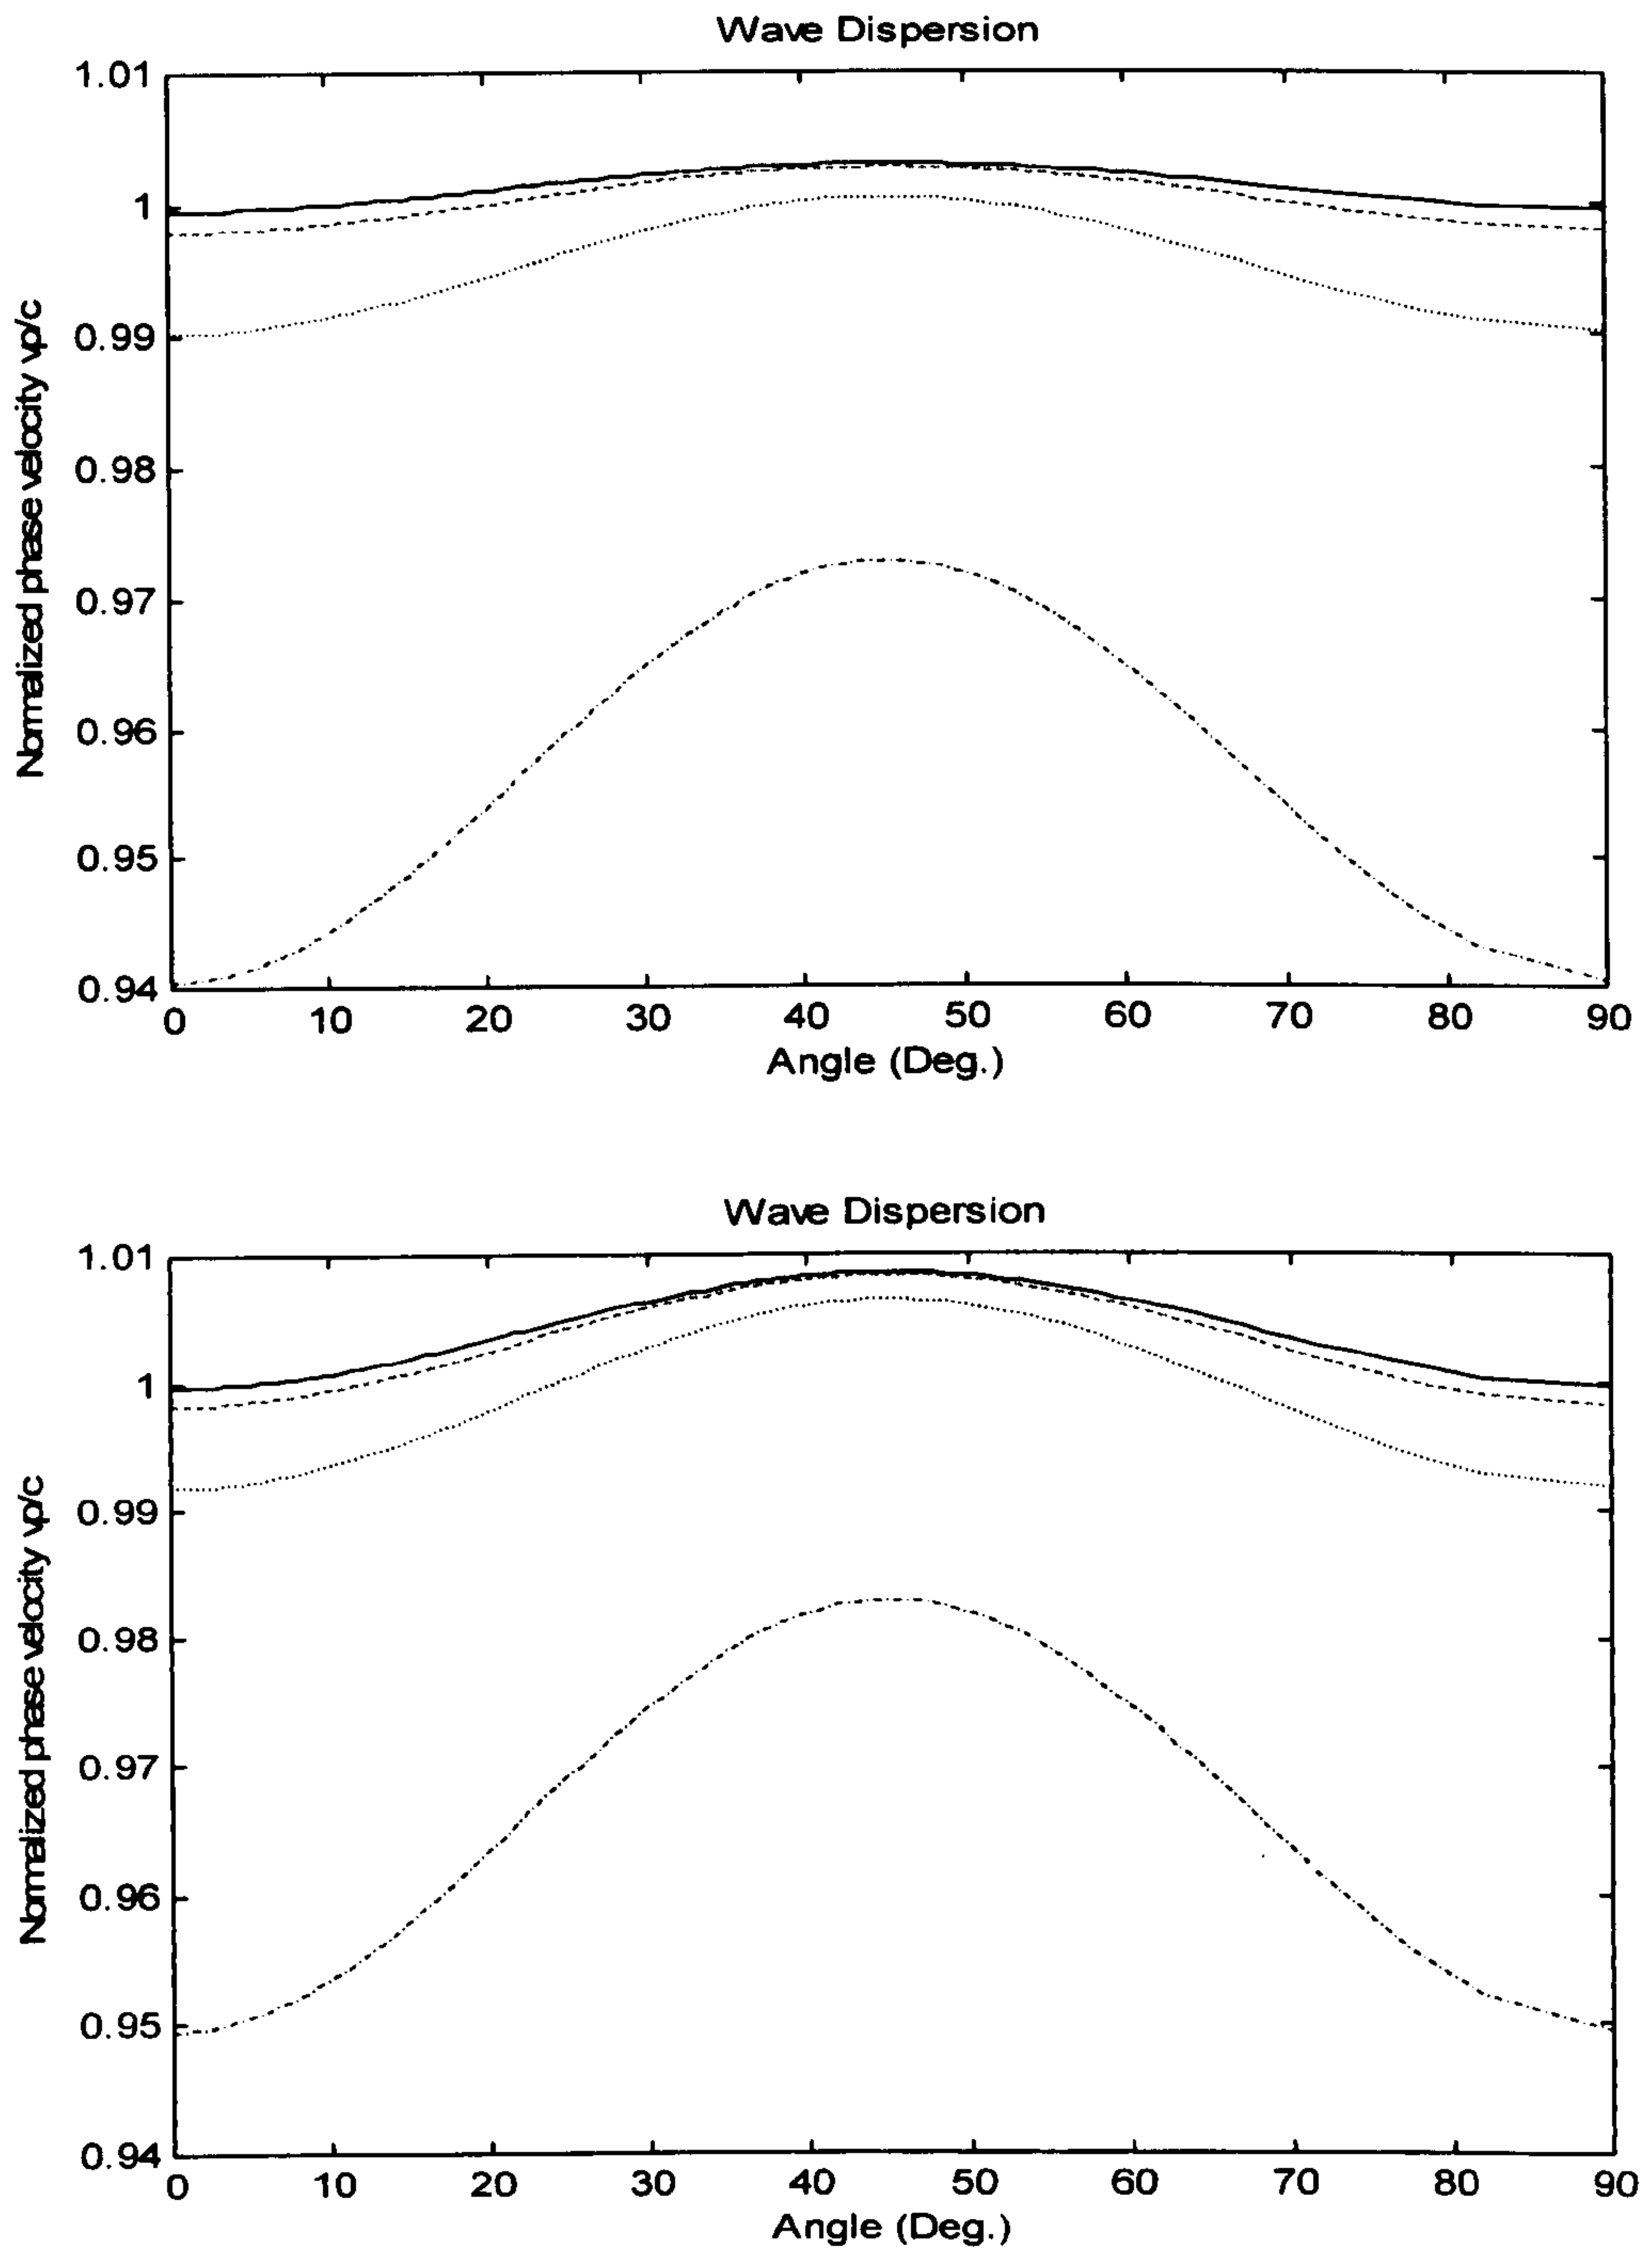 Wave Dispersion
1.01
1
0.99
0.98
0.97
0.96
0.95
0.94
Normalized phase velocity vp/c
0 10 20 30 40 50 60 70 80 90
Angle (Deg.)
Wave Dispersion
1.01
1
0.99
0.98
0.97
0.96
0.95
0.94
Normalized phase velocity vp/c
0 10 20 30 40 50 60 70 80 90
Angle (Deg.)